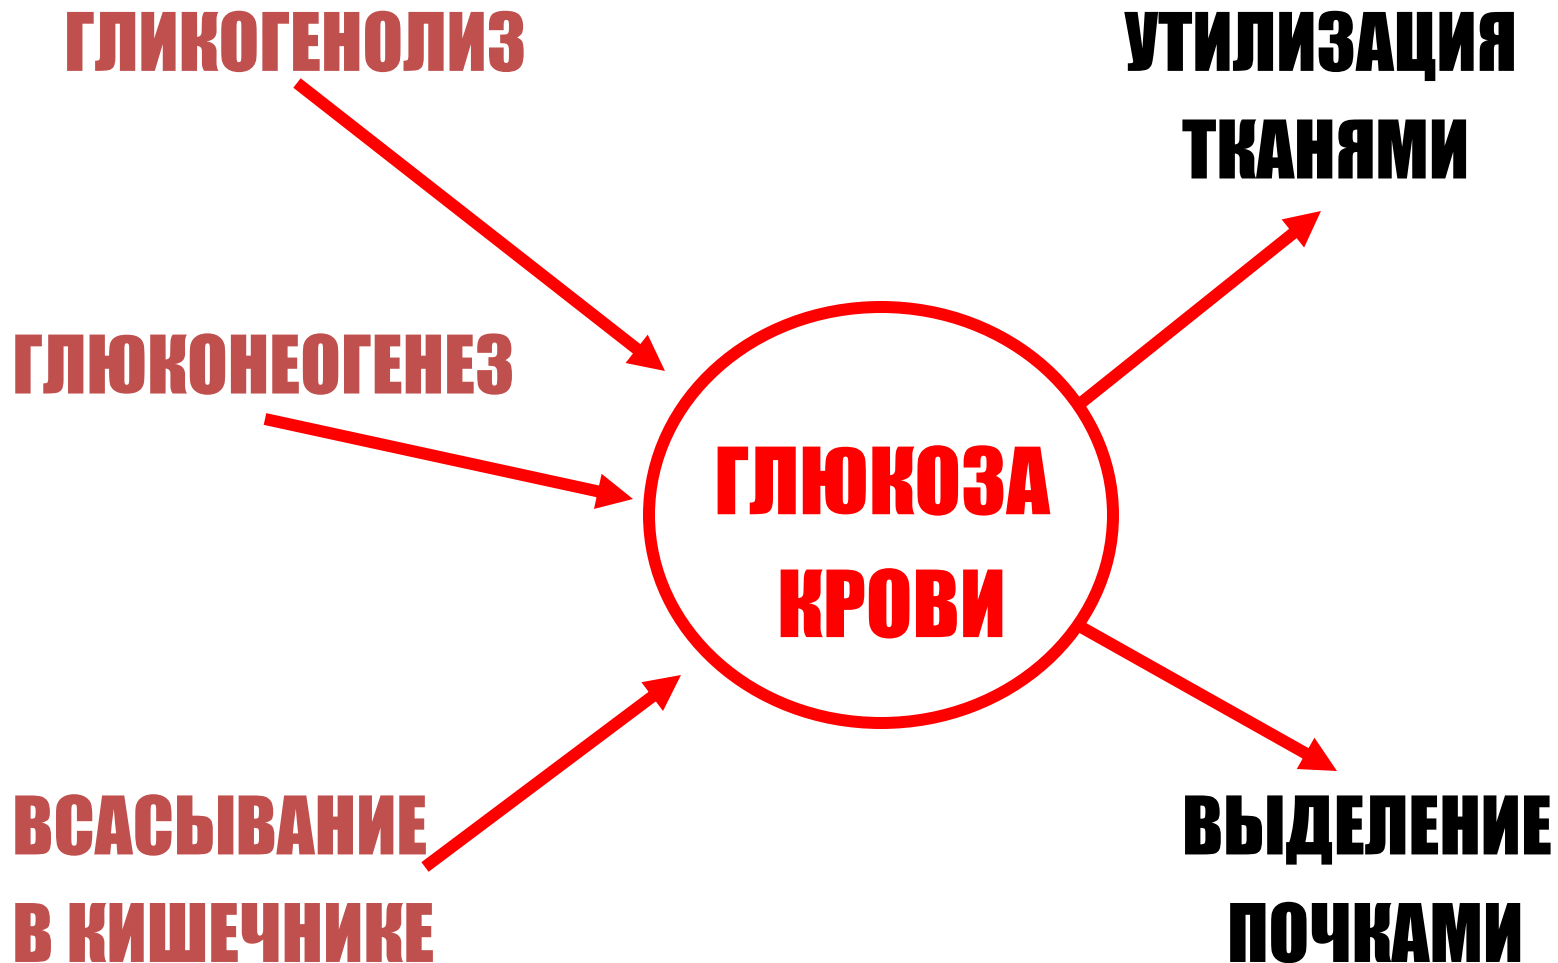 ГЛИКОГЕНОЛИЗ
УТИЛИЗАЦИЯ
ТКАНЯМИ
ГЛЮКОНЕОГЕНЕЗ
ГЛЮКОЗА
КРОВИ
ВСАСЫВАНИЕ
В КИШЕЧНИКЕ
ВЫДЕЛЕНИЕ
ПОЧКАМИ